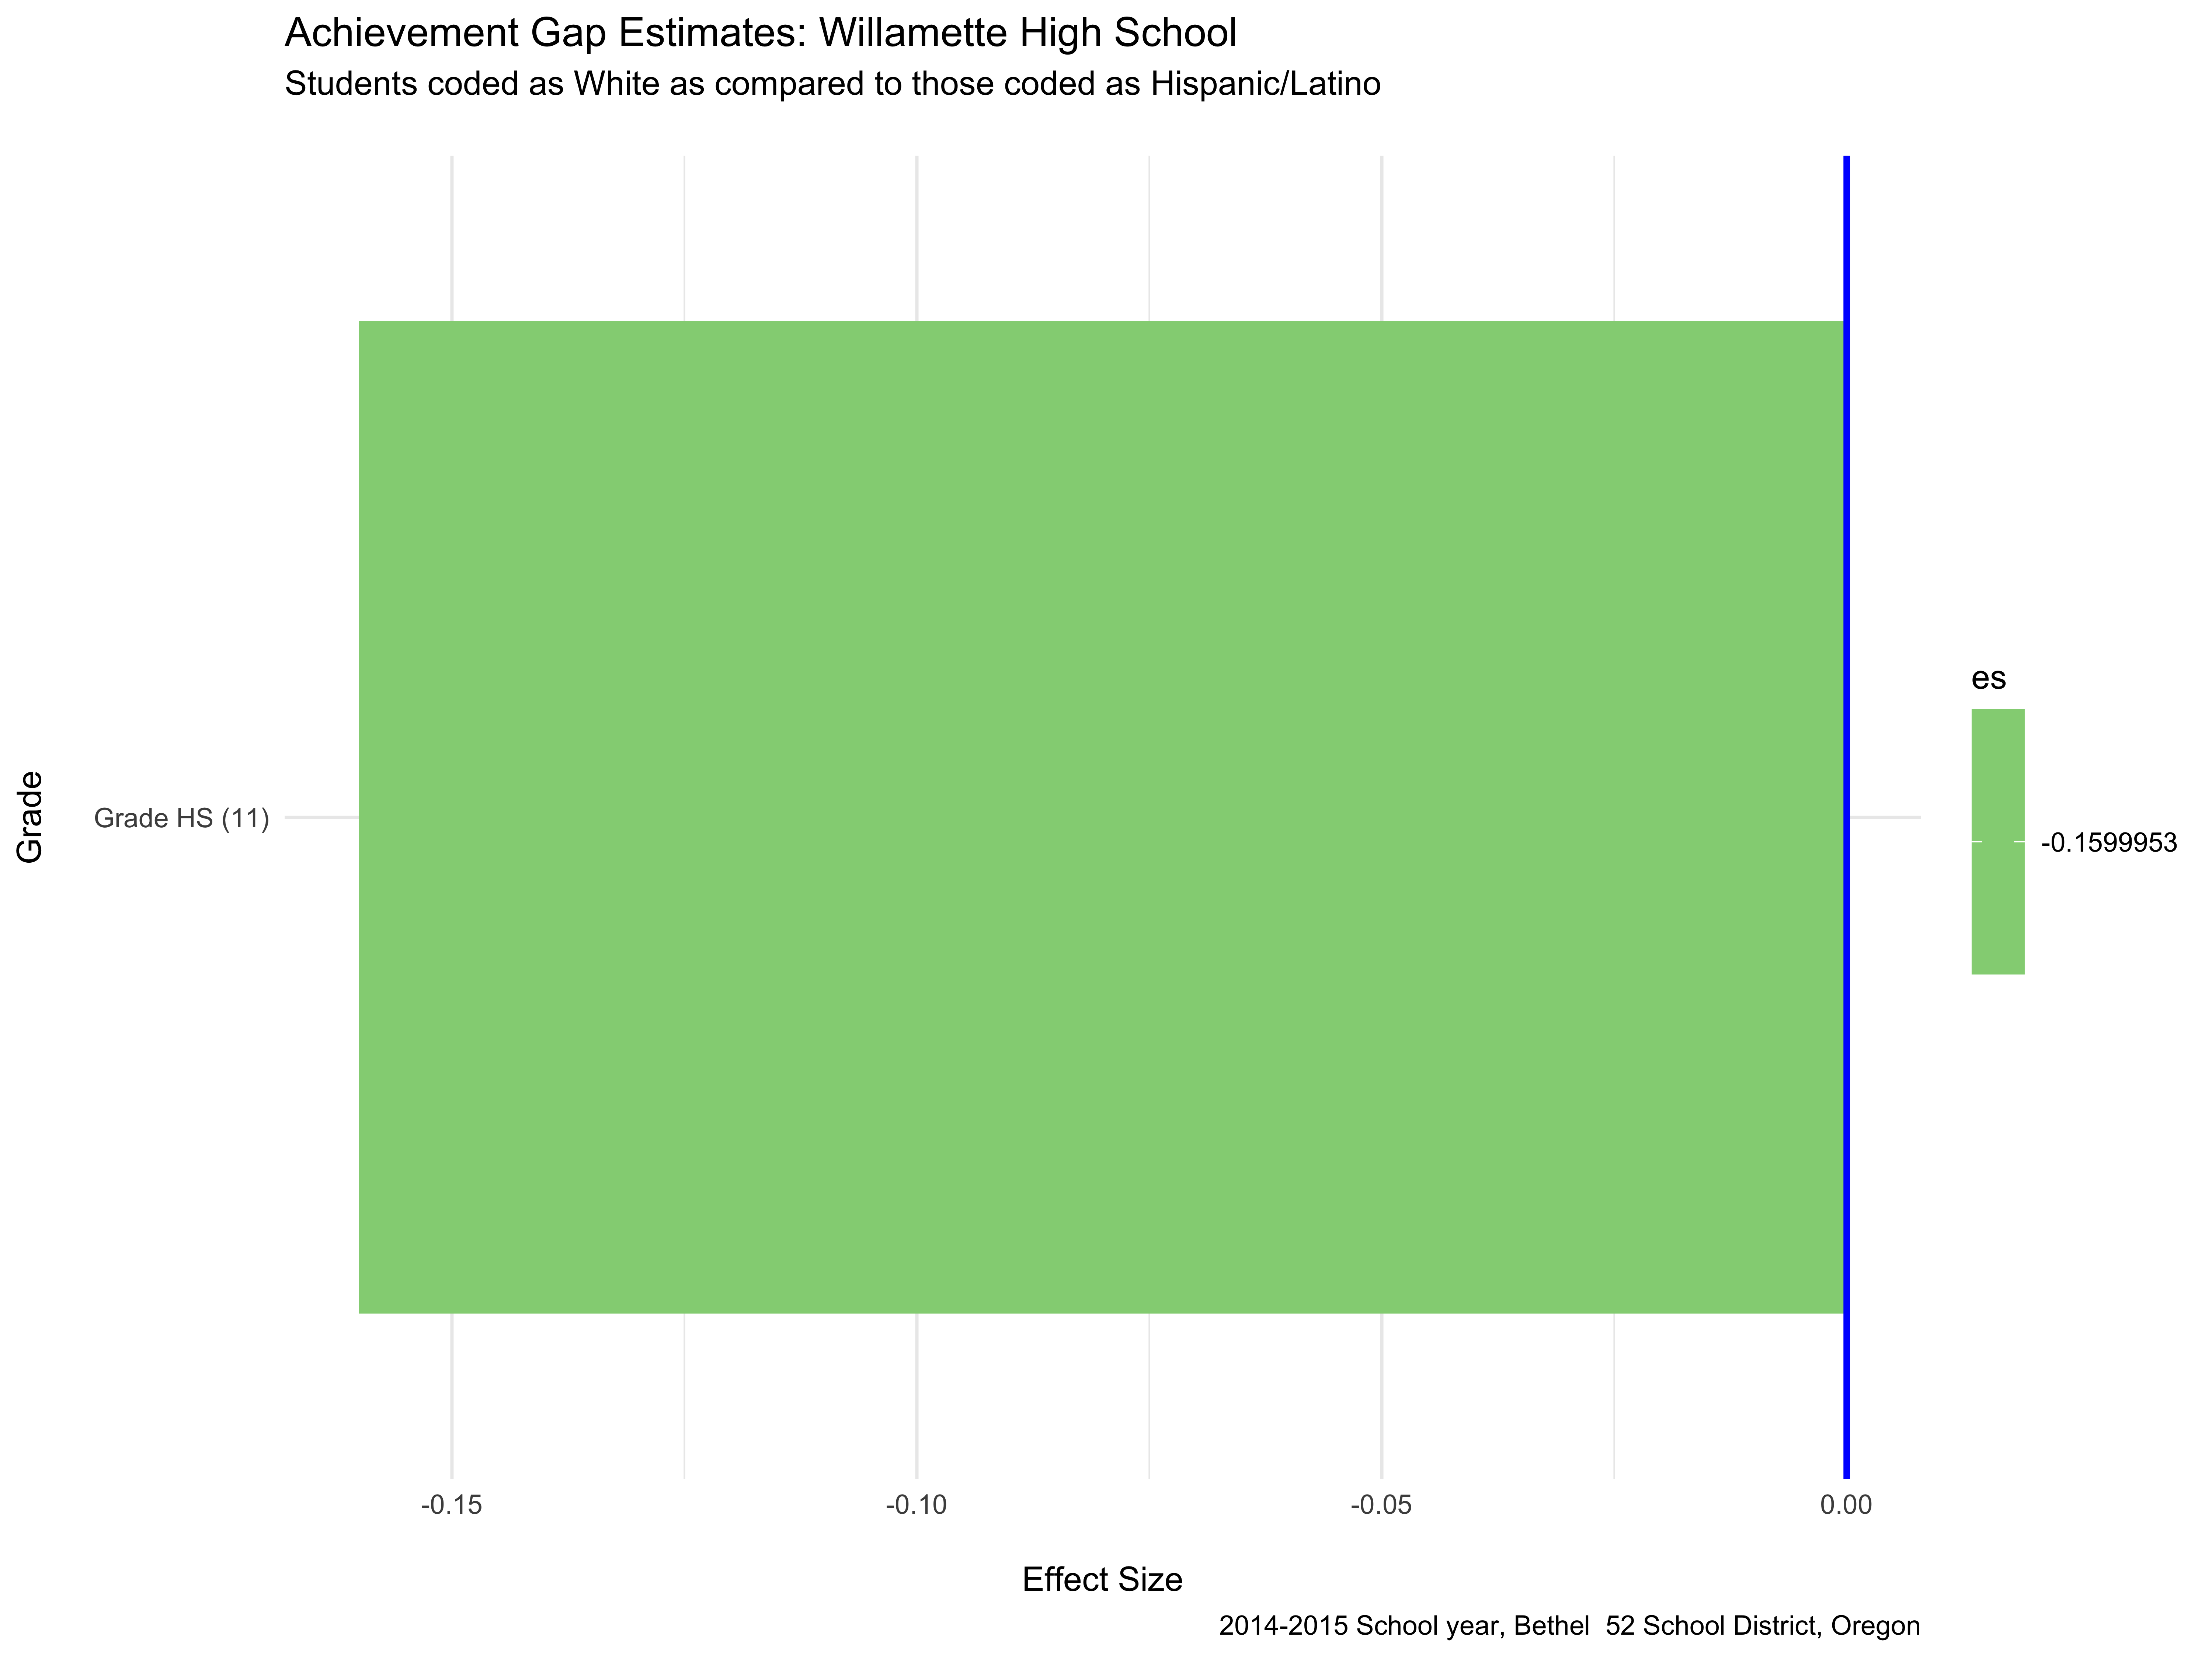 Achievement Gap Estimates: Willamette High School
Students coded as White as compared to those coded as Hispanic/Latino
Grade
Grade HS (11)
es
-0.1599953
-0.15
-0.10
-0.05
0.00
Effect Size
2014-2015 School year, Bethel  52 School District, Oregon